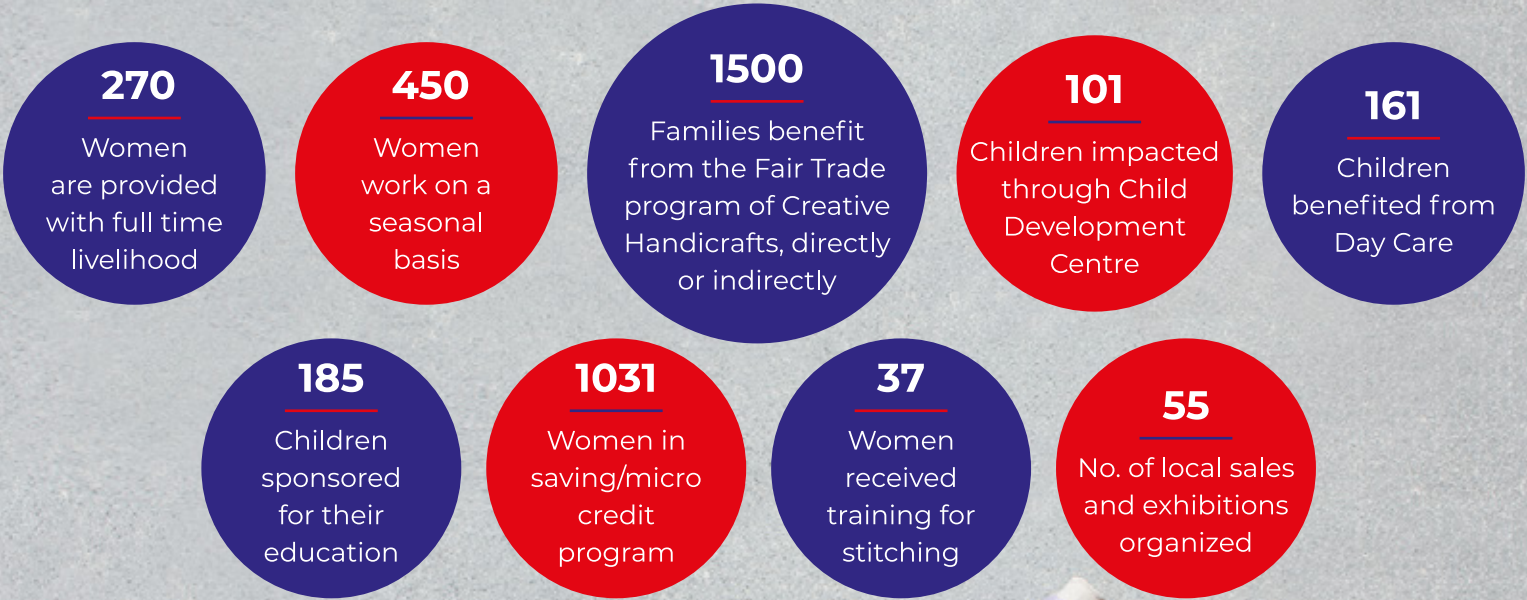 270
Women
are provided
with full time
livelihood
450
Women
work on a
seasonal
basis
1500
Families benefit
from the Fair Trade
program of Creative
Handicrafts, directly
or indirectly
101
Children impacted
through Child
Development
Centre
161
Children
benefited from
Day Care
185
Children
sponsored
for their
education
1031
Women in
saving/micro
credit
program
37
Women
received
training for
stitching
55
No. of local sales
and exhibitions
organized